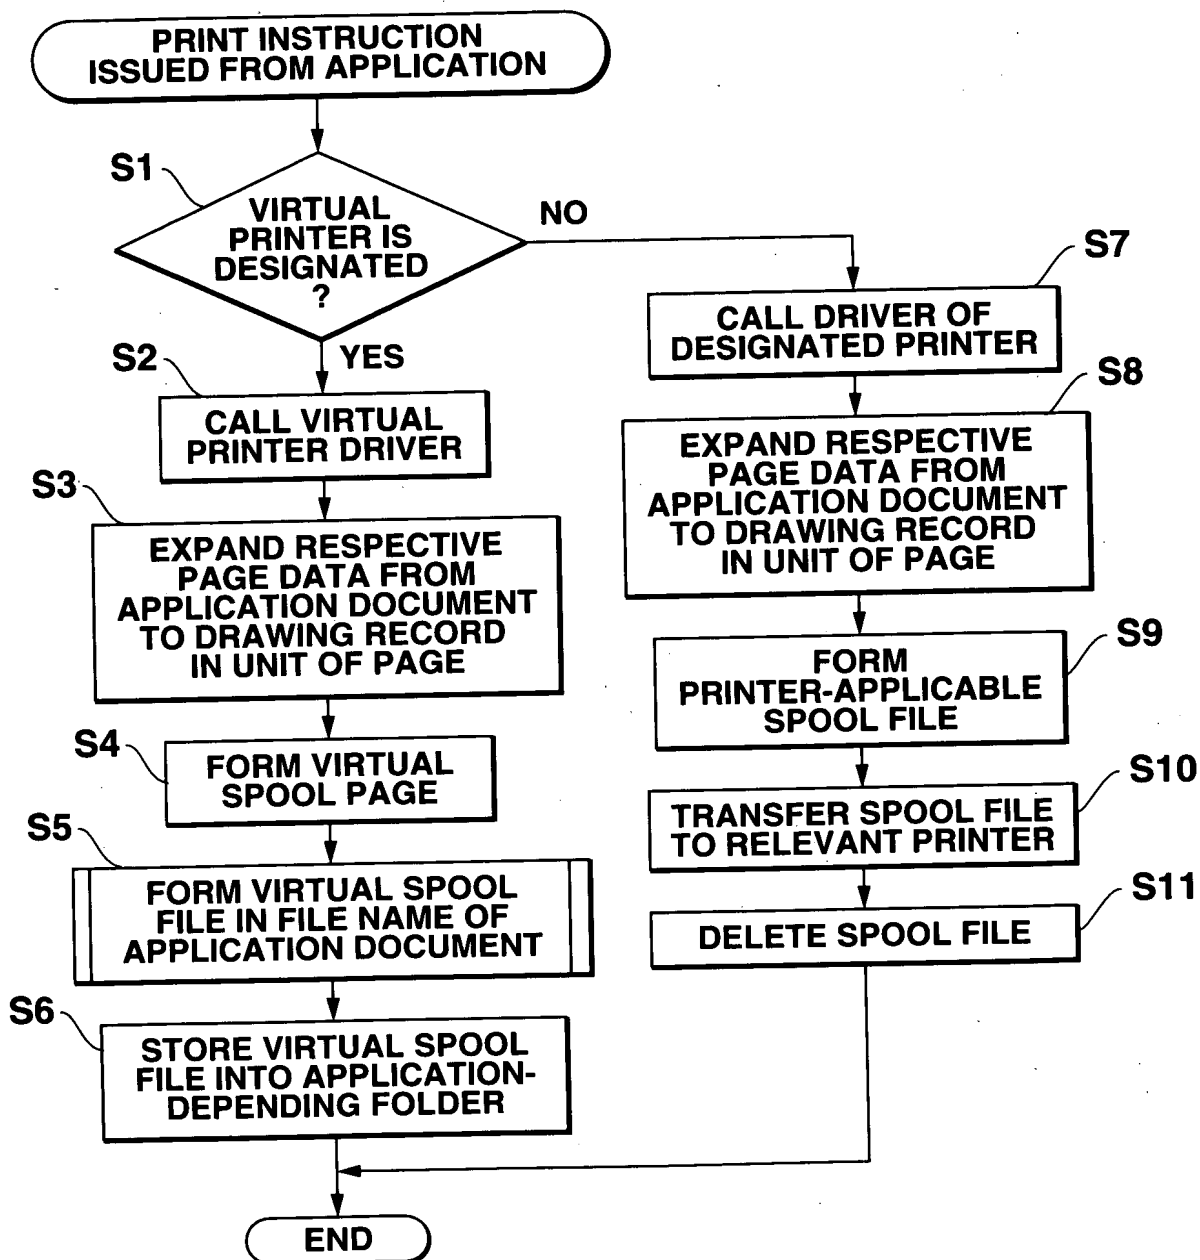 PRINT INSTRUCTION
ISSUED FROM APPLICATION
S1
VIRTUAL
PRINTER IS
DESIGNATED
?
NO
YES
S2
CALL VIRTUAL
PRINTER DRIVER
S3
EXPAND RESPECTIVE
PAGE DATA FROM
APPLICATION DOCUMENT
TO DRAWING RECORD
IN UNIT OF PAGE
S4
FORM VIRTUAL
SPOOL PAGE
S5
FORM VIRTUAL SPOOL
FILE IN FILE NAME OF
APPLICATION DOCUMENT
S6
STORE VIRTUAL SPOOL
FILE INTO APPLICATION-
DEPENDING FOLDER
S7
CALL DRIVER OF
DESIGNATED PRINTER
S8
EXPAND RESPECTIVE
PAGE DATA FROM
APPLICATION DOCUMENT
TO DRAWING RECORD
IN UNIT OF PAGE
S9
FORM
PRINTER-APPLICABLE
SPOOL FILE
S10
TRANSFER SPOOL FILE
TO RELEVANT PRINTER
S11
DELETE SPOOL FILE
END